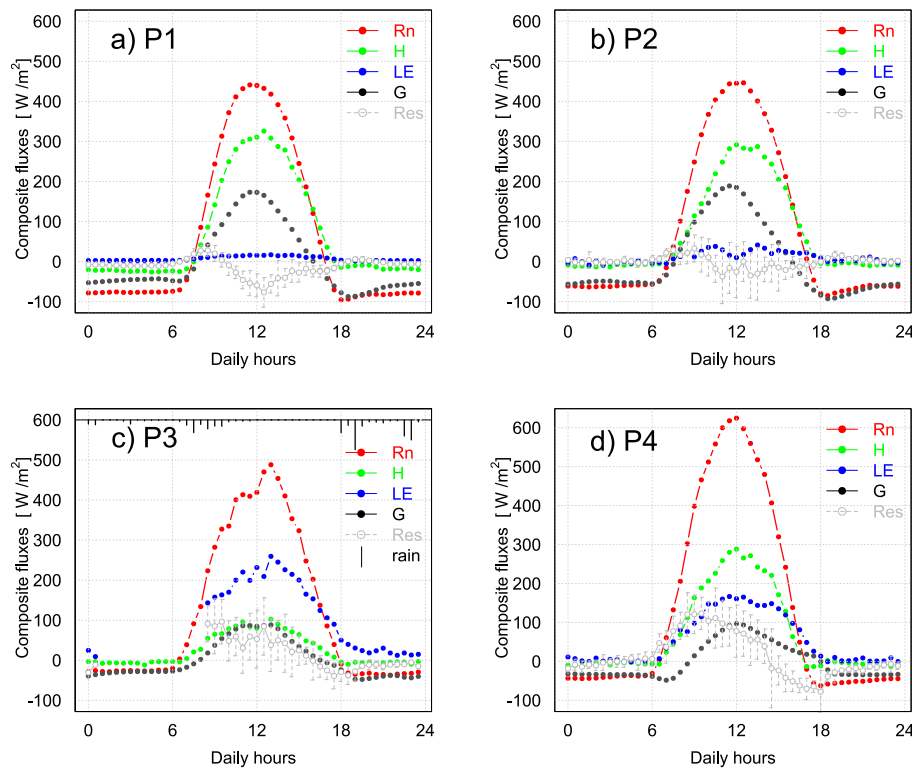 a) P1
Rn
H
LE
G
Res
600
500
400
300
200
100
0
-100
Composite fluxes [ W /m²]
0 6 12 18 24
Daily hours
b) P2
Rn
H
LE
G
Res
600
500
400
300
200
100
0
-100
Composite fluxes [ W /m²]
0 6 12 18 24
Daily hours
c) P3
Rn
H
LE
G
Res
rain
600
500
400
300
200
100
0
-100
Composite fluxes [ W /m²]
0 6 12 18 24
Daily hours
d) P4
Rn
H
LE
G
Res
600
500
400
300
200
100
0
-100
Composite fluxes [ W /m²]
0 6 12 18 24
Daily hours